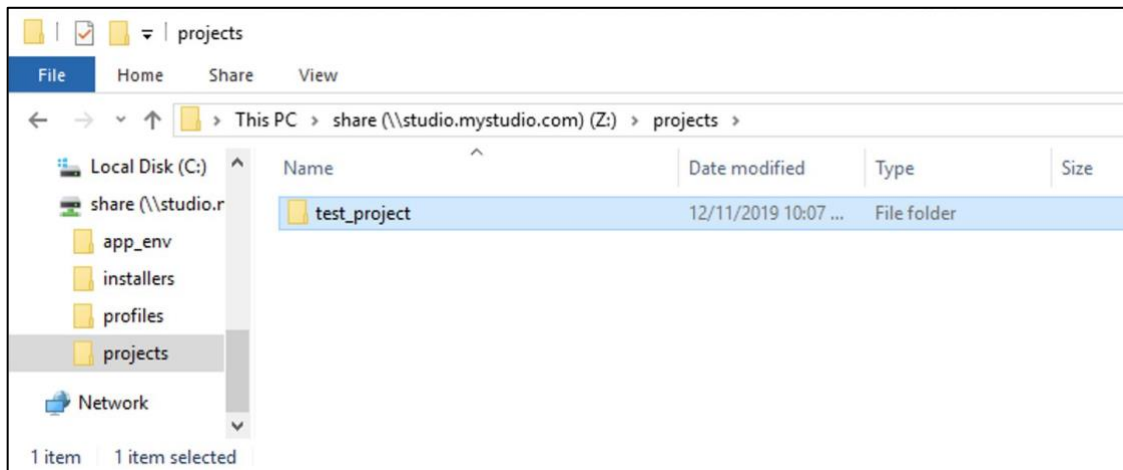 projects
File Home Share View
This PC > share (\\studio.mystudio.com) (Z:) > projects >
Local Disk (C:)
share (\\studio.r
app_env
installers
profiles
projects
Network
Name Date modified Type Size
test_project 12/11/2019 10:07 ... File folder
1 item 1 item selected